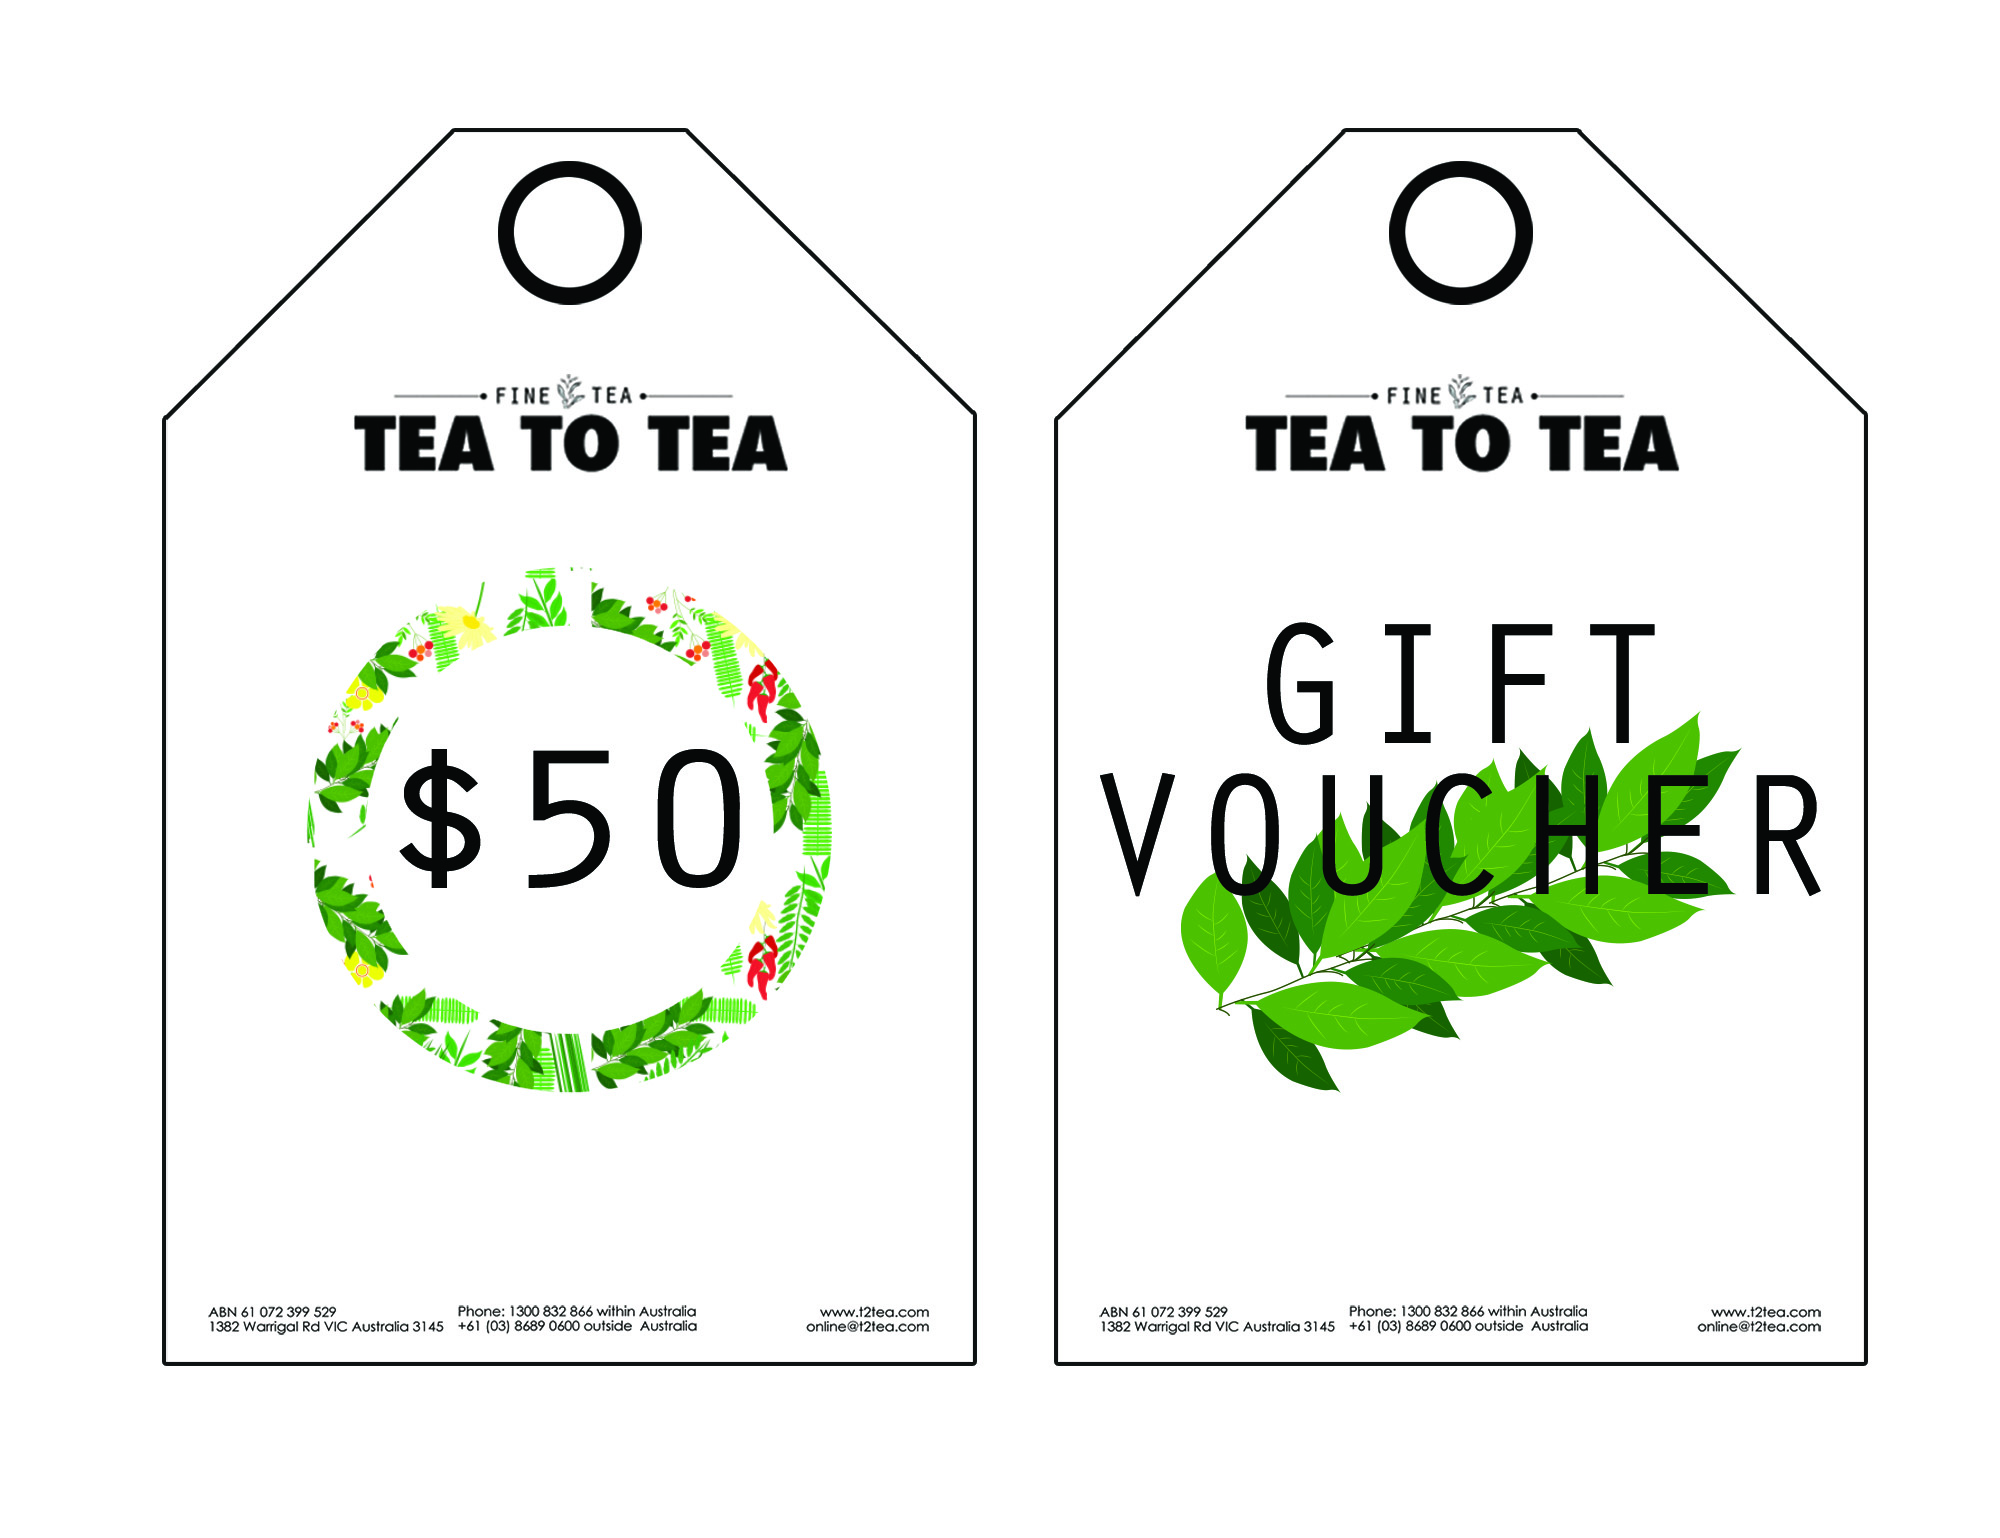 FINE TEA
TEA TO TEA
$50
ABN 61 072 399 529
1382 Warrigal Rd VIC Australia 3145
Phone: 1300 832 866 within Australia
+61 (03) 8689 0600 outside Australia
www.t2tea.com
online@t2tea.com
FINE TEA
TEA TO TEA
GIFT
VOUCHER
ABN 61 072 399 529
1382 Warrigal Rd VIC Australia 3145
Phone: 1300 832 866 within Australia
+61 (03) 8689 0600 outside Australia
www.t2tea.com
online@t2tea.com